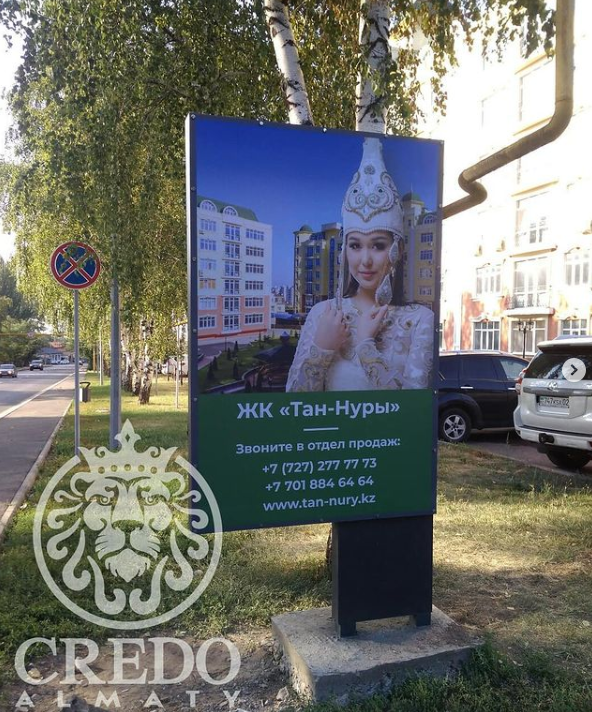 ЖК «Тан-Нуры»
Звоните в отдел продаж:
+7 (727) 277 77 73
+7 701 884 64 64
www.tan-nury.kz
CREDO
ALMATY